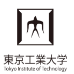 東京工業大学
Tokyo Institute of Technology